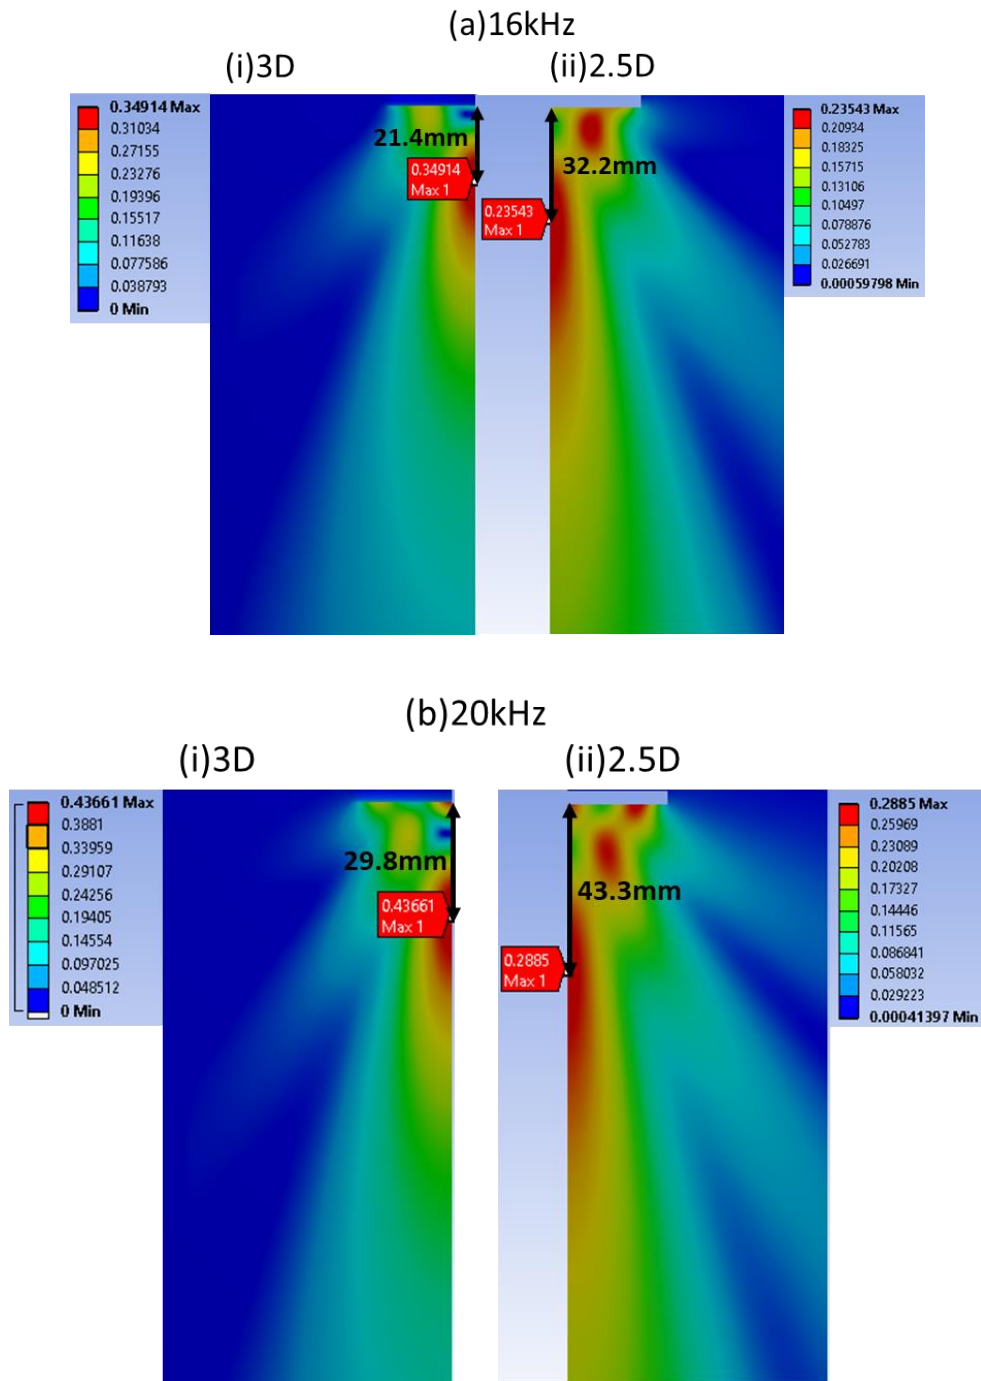 (a)16kHz
(i)3D
(ii)2.5D
0.34914 Max
0.31034
0.27155
0.23276
0.19396
0.15517
0.11638
0.077586
0.038793
0 Min
21.4mm
0.34914
Max 1
32.2mm
0.23543
Max 1
0.23543 Max
0.20934
0.18325
0.15715
0.13106
0.10497
0.078876
0.052783
0.026691
0.00059798 Min
(b)20kHz
(i)3D
(ii)2.5D
0.43661 Max
0.3881
0.33959
0.29107
0.24256
0.19405
0.14554
0.097025
0.048512
0 Min
29.8mm
0.43661
Max 1
43.3mm
0.2885
Max 1
0.2885 Max
0.25969
0.23089
0.20208
0.17327
0.14446
0.11565
0.086841
0.058032
0.029223
0.00041397 Min